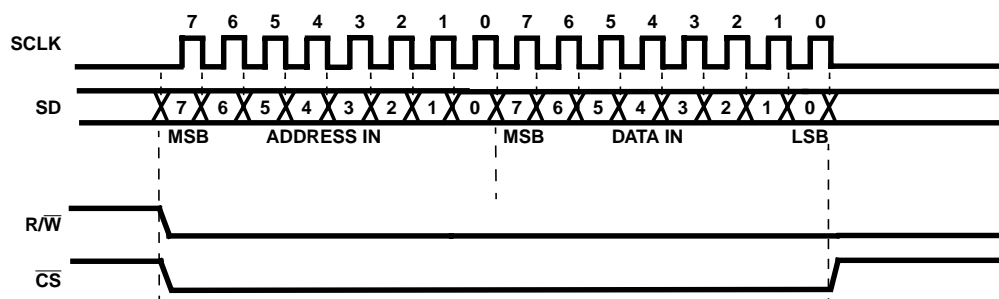 7 6 5 4 3 2 1 0 7 6 5 4 3 2 1 0
SCLK
SD 7 6 5 4 3 2 1 0 7 6 5 4 3 2 1 0
MSB ADDRESS IN MSB DATA IN LSB
R/W̅
C̅S̅